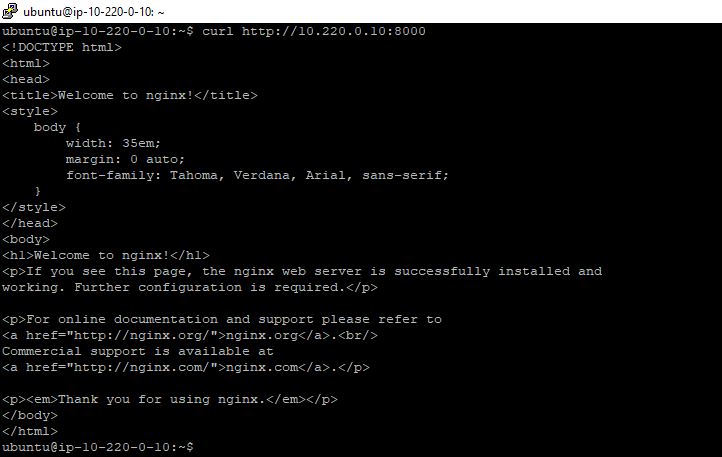 ubuntu@ip-10-220-0-10: ~
ubuntu@ip-10-220-0-10:~$ curl http://10.220.0.10:8000
<!DOCTYPE html>
<html>
<head>
<title>Welcome to nginx!</title>
<style>
    body {
        width: 35em;
        margin: 0 auto;
        font-family: Tahoma, Verdana, Arial, sans-serif;
    }
</style>
</head>
<body>
<h1>Welcome to nginx!</h1>
<p>If you see this page, the nginx web server is successfully installed and
working. Further configuration is required.</p>

<p>For online documentation and support please refer to
<a href="http://nginx.org/">nginx.org</a>.<br/>
Commercial support is available at
<a href="http://nginx.com/">nginx.com</a>.</p>

<p><em>Thank you for using nginx.</em></p>
</body>
</html>
ubuntu@ip-10-220-0-10:~$